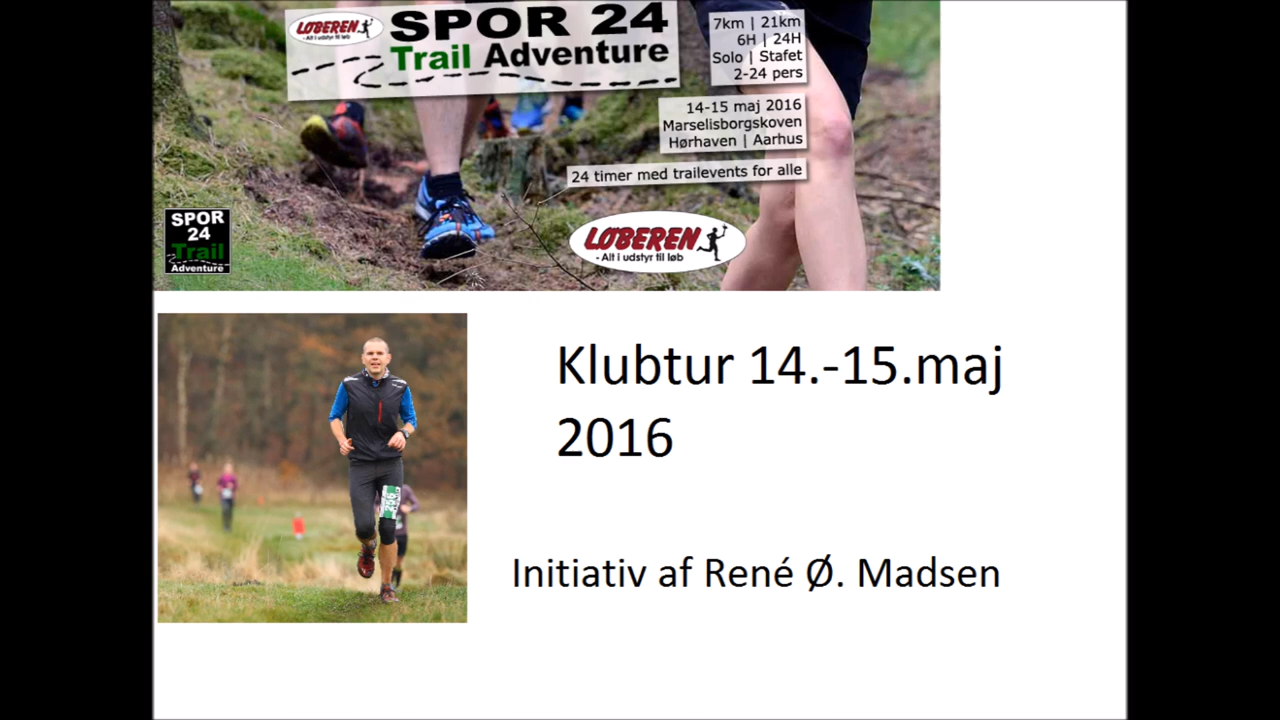 LØBEREN
- Alt i udstyr til løb
SPOR 24
Trail Adventure
7km | 21km
6H | 24H
Solo | Stafet
2-24 pers
14-15 maj 2016
Marselisborgskoven
Hørhaven | Aarhus
24 timer med trailevents for alle
SPOR
24
Trail
Adventure
LØBEREN
- Alt i udstyr til løb
Klubtur 14.-15.maj
2016
Initiativ af René Ø. Madsen